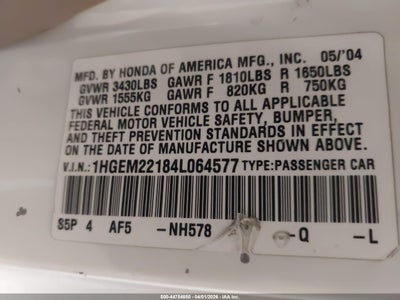 MFD. BY HONDA OF AMERICA MFG., INC. 05/'04
GVWR 3430LBS GAWR F 1810LBS R 1650LBS
GVWR 1555KG GAWR F 820KG R 750KG
THIS VEHICLE CONFORMS TO ALL APPLICABLE
FEDERAL MOTOR VEHICLE SAFETY, BUMPER,
AND THEFT PREVENTION STANDARDS IN EFFECT
ON THE DATE OF MANUFACTURE SHOWN ABOVE.
V.I.N.: 1HGEM22184L064577 TYPE: PASSENGER CAR
S5P 4 AF5 -NH578 -Q -L